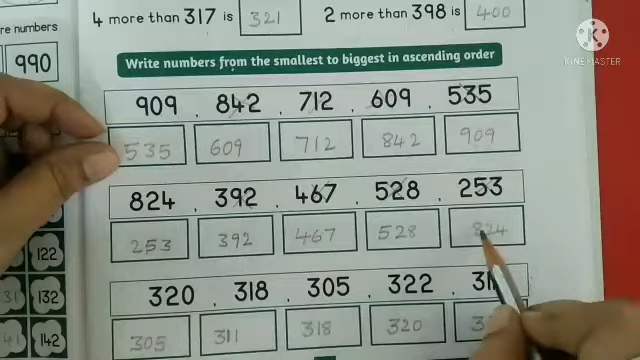 4 more than 317 is 321 2 more than 398 is 400
re numbers
990
KINEMASTER
Write numbers from the smallest to biggest in ascending order
909 , 842 , 712 , 609 , 535
535 609 712 842 909
824 , 392 , 467 , 528 , 253
253 392 467 528 824
122
320 , 318 , 305 , 322 ,
31 132
305 311 318 320
41 142